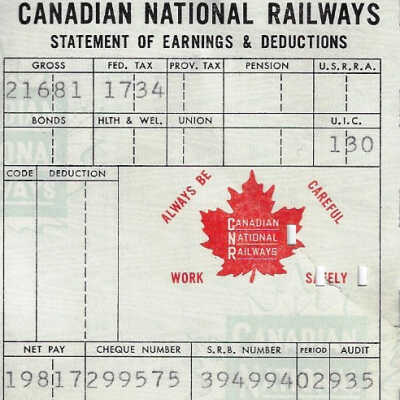 CANADIAN NATIONAL RAILWAYS
STATEMENT OF EARNINGS & DEDUCTIONS
GROSS FED. TAX PROV. TAX PENSION U.S.R.R.A.
21681 1734
BONDS HLTH & WEL. UNION U.I.C.
130
CODE DEDUCTION
ALWAYS BE CAREFUL
CANADIAN
NATIONAL
RAILWAYS
WORK SAFELY
NET PAY CHEQUE NUMBER S.R.B. NUMBER PERIOD AUDIT
19817 299575 394994 02 935